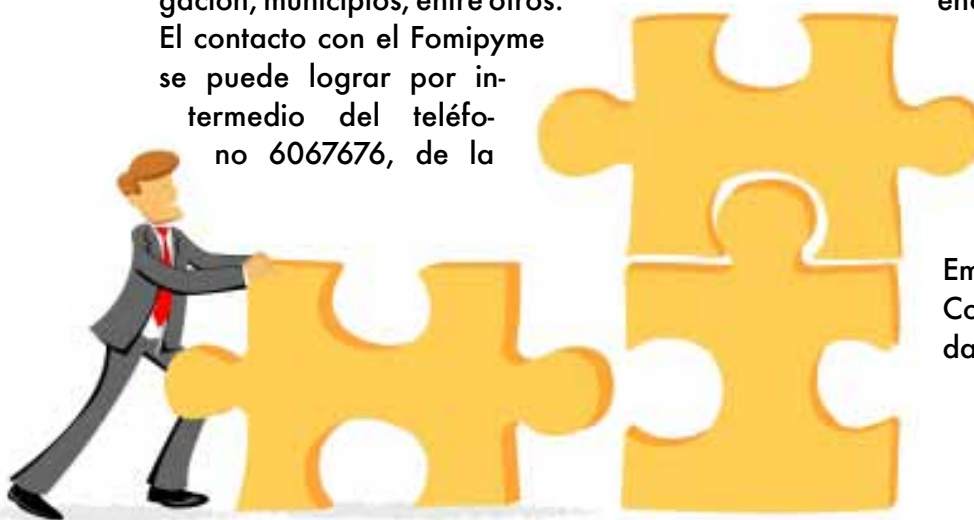 gación, municipios, entre otros.
El contacto con el Fomipyme
se puede lograr por in-
termedio del teléfo-
no 6067676, de la